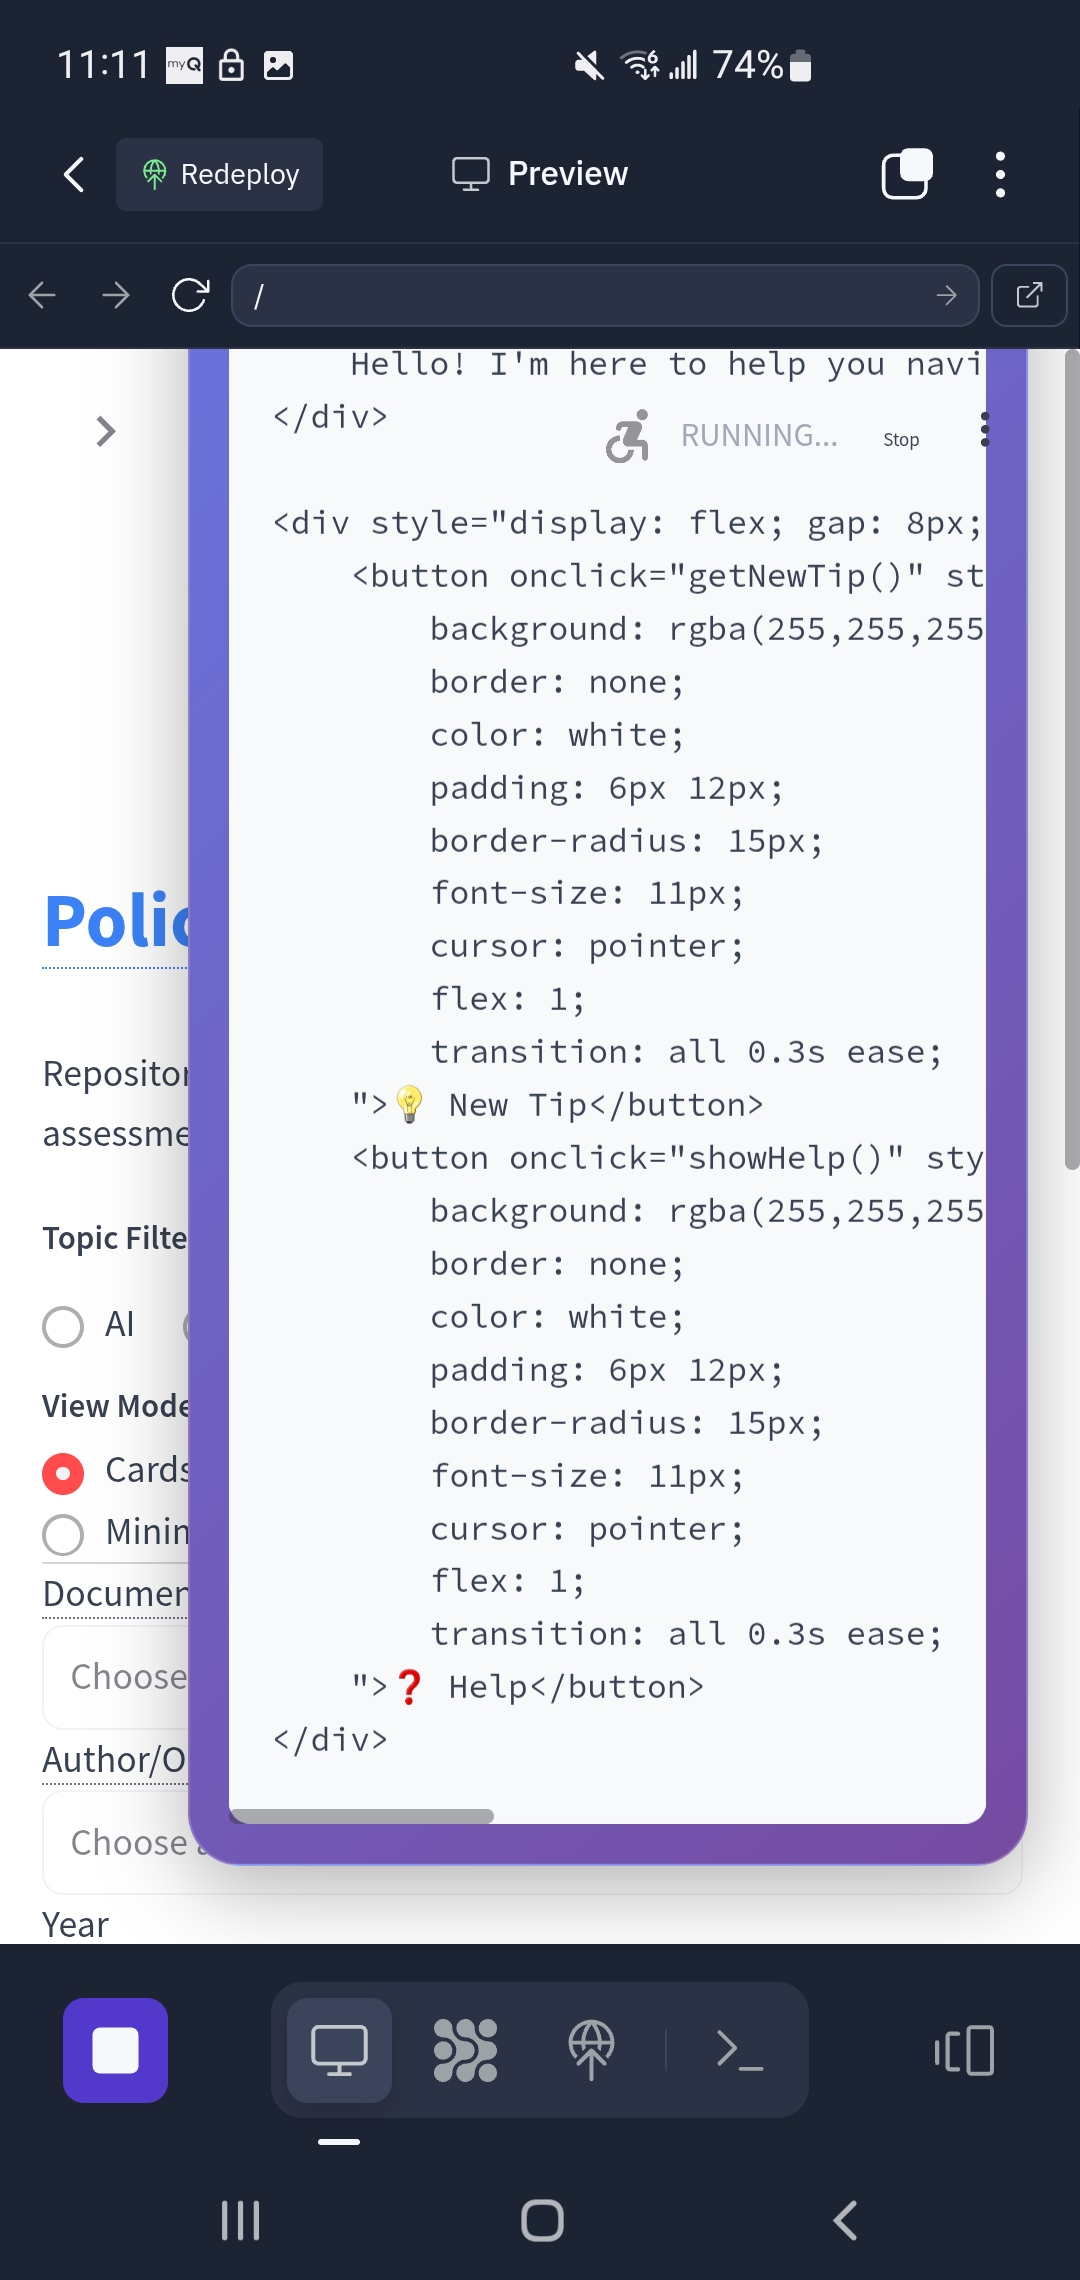 11:11 myQ 74%
Redeploy Preview
/
Hello! I'm here to help you navi
</div>
RUNNING... Stop
<div style="display: flex; gap: 8px;
<button onclick="getNewTip()" st
background: rgba(255,255,255
border: none;
color: white;
padding: 6px 12px;
border-radius: 15px;
font-size: 11px;
cursor: pointer;
flex: 1;
transition: all 0.3s ease;
">💡 New Tip</button>
<button onclick="showHelp()" sty
background: rgba(255,255,255
border: none;
color: white;
padding: 6px 12px;
border-radius: 15px;
font-size: 11px;
cursor: pointer;
flex: 1;
transition: all 0.3s ease;
">❓ Help</button>
</div>
Polic
Repositor
assessme
Topic Filte
AI
View Mode
Cards
Minin
Documen
Choose
Author/O
Choose a
Year